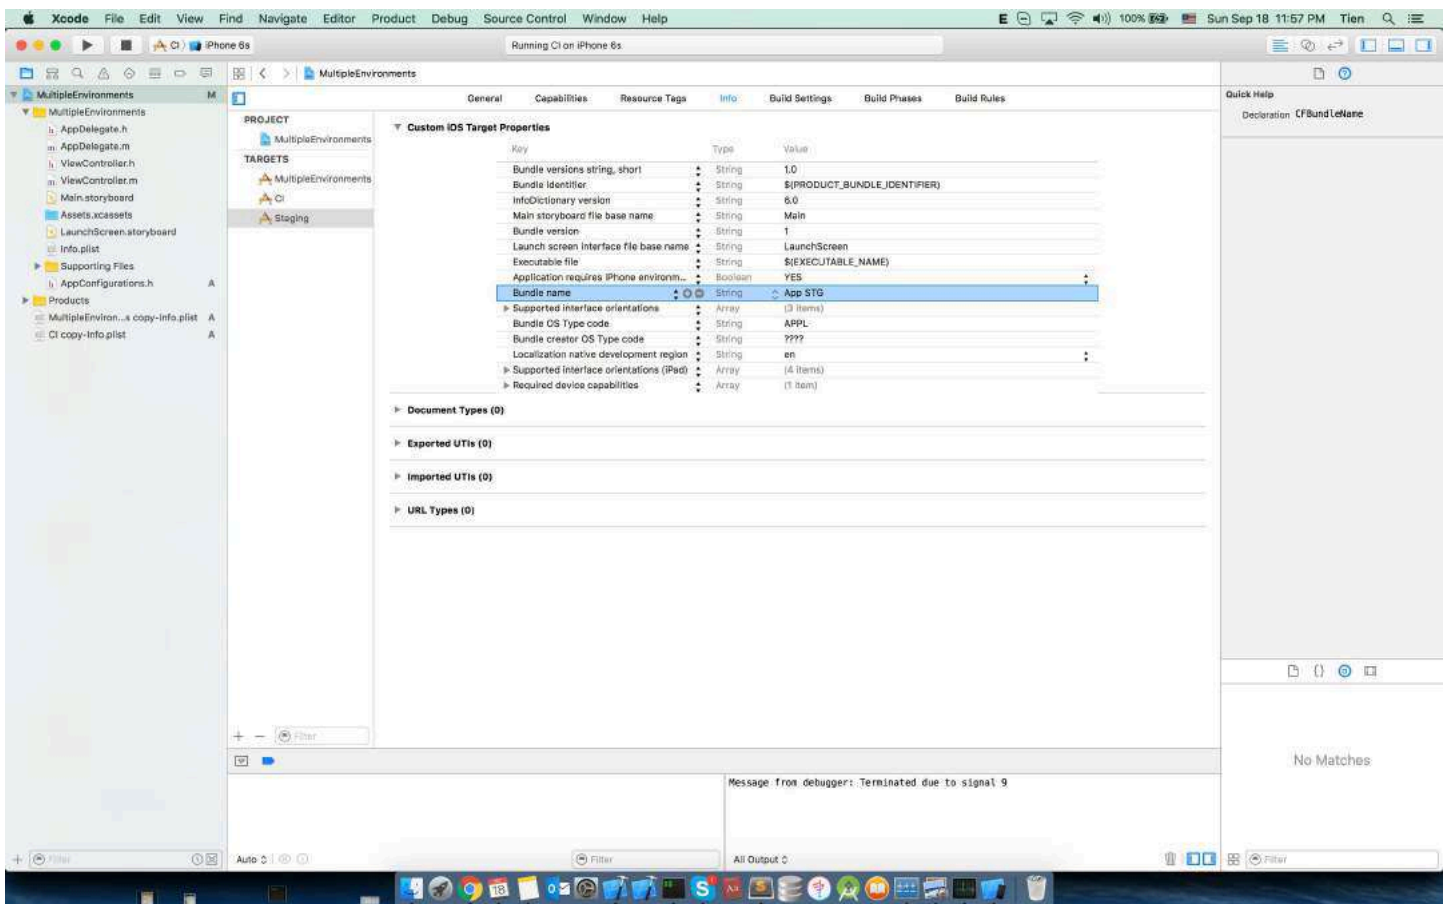 Xcode File Edit View Find Navigate Editor Product Debug Source Control Window Help 100% Sun Sep 18 11:57 PM Tien
CI iPhone 6s Running CI on iPhone 6s
MultipleEnvironments
MultipleEnvironments M
MultipleEnvironments
AppDelegate.h
AppDelegate.m
ViewController.h
ViewController.m
Main.storyboard
Assets.xcassets
LaunchScreen.storyboard
Info.plist
Supporting Files
AppConfigurations.h A
Products
MultipleEnviron...s copy-Info.plist A
CI copy-Info.plist A
Filter
General Capabilities Resource Tags Info Build Settings Build Phases Build Rules
PROJECT
MultipleEnvironments
TARGETS
MultipleEnvironments
CI
Staging
Filter
Custom iOS Target Properties
Key Type Value
Bundle versions string, short String 1.0
Bundle identifier String $(PRODUCT_BUNDLE_IDENTIFIER)
InfoDictionary version String 6.0
Main storyboard file base name String Main
Bundle version String 1
Launch screen interface file base name String LaunchScreen
Executable file String $(EXECUTABLE_NAME)
Application requires iPhone environm... Boolean YES
Bundle name String App STG
Supported interface orientations Array (3 items)
Bundle OS Type code String APPL
Bundle creator OS Type code String ????
Localization native development region String en
Supported interface orientations (iPad) Array (4 items)
Required device capabilities Array (1 item)
Document Types (0)
Exported UTIs (0)
Imported UTIs (0)
URL Types (0)
Quick Help
Declaration CFBundleName
No Matches
Filter
Message from debugger: Terminated due to signal 9
Auto Filter All Output
18